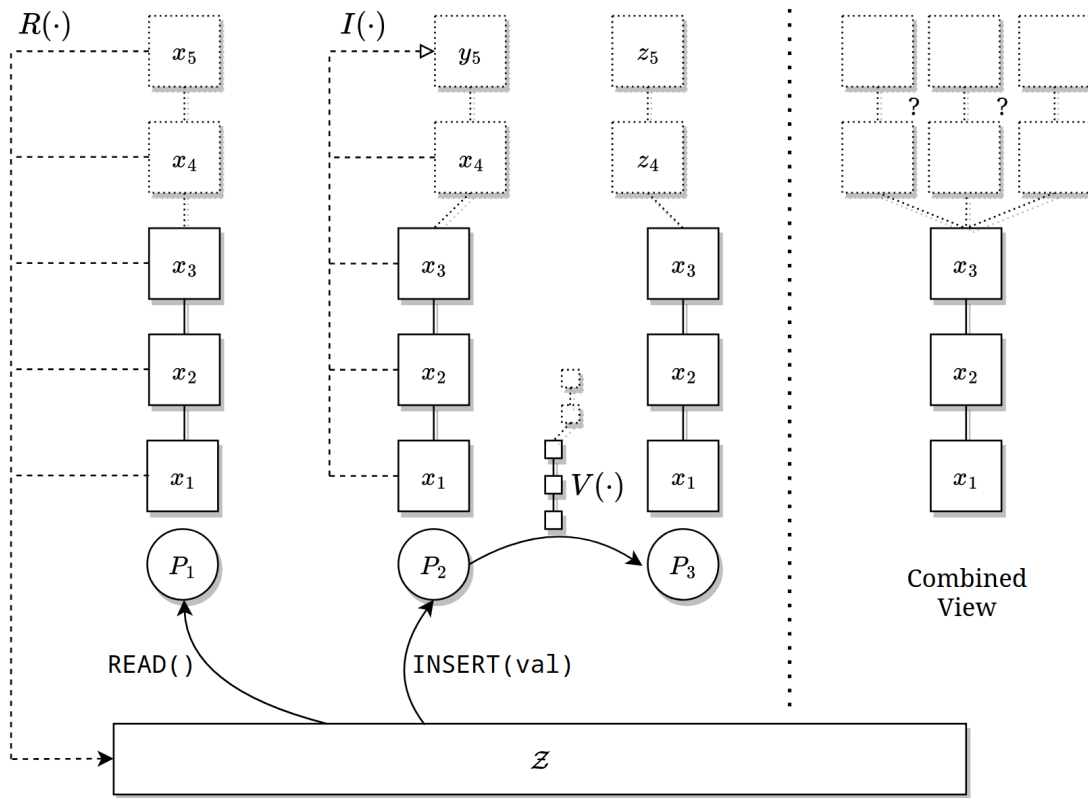 R(·) I(·)
x₅ y₅ z₅
? ?
x₄ x₄ z₄
x₃ x₃ x₃ x₃
x₂ x₂ x₂ x₂
x₁ x₁ V(·) x₁ x₁
P₁ P₂ P₃
Combined
View
READ() INSERT(val)
𝒵